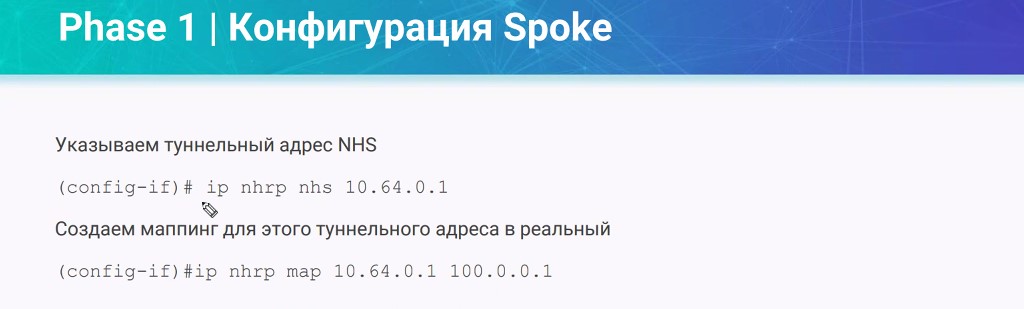 Phase 1 | Конфигурация Spoke
Указываем туннельный адрес NHS
(config-if)# ip nhrp nhs 10.64.0.1
Создаем маппинг для этого туннельного адреса в реальный
(config-if)#ip nhrp map 10.64.0.1 100.0.0.1